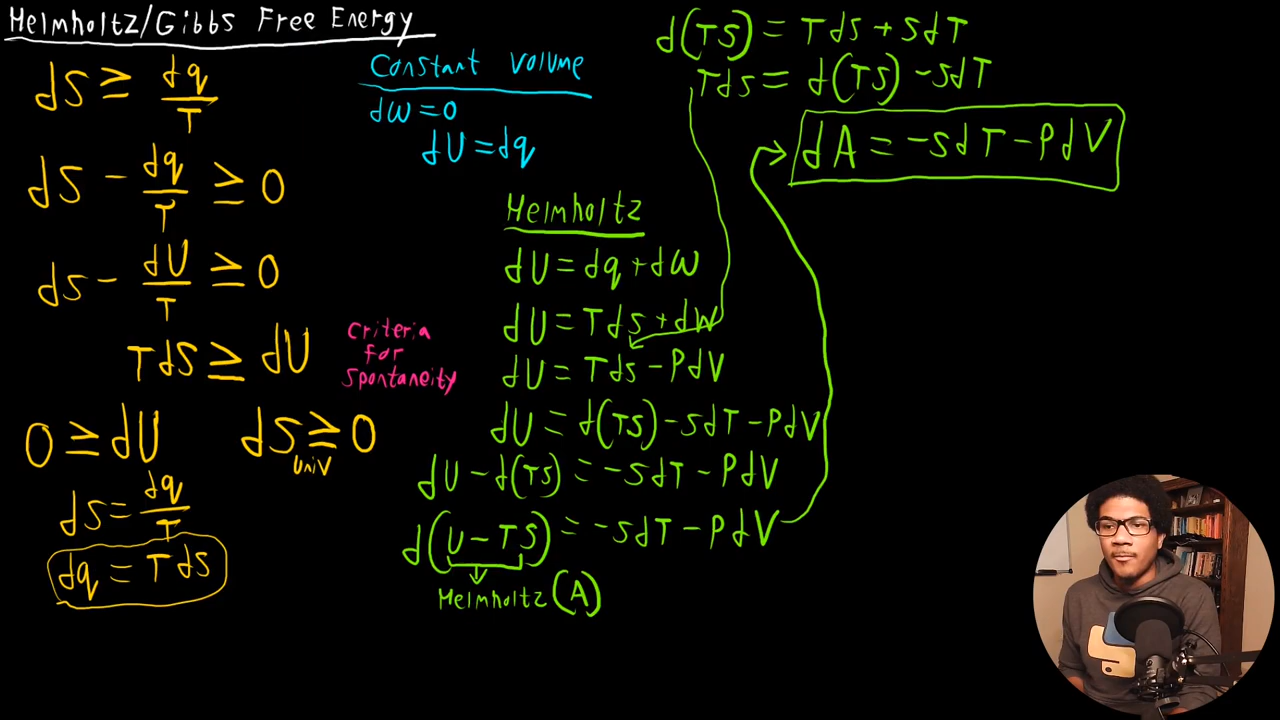 Helmholtz/Gibbs Free Energy
dS ≥ dq/T
dS - dq/T ≥ 0
dS - dU/T ≥ 0
TdS ≥ dU
Criteria
for
Spontaneity
0 ≥ dU
dS ≥ 0
univ
dS = dq/T
dq = Tds
Constant volume
dW = 0
dU = dq
Helmholtz
dU = dq + dW
dU = Tds + dW
dU = Tds - PdV
dU = d(TS) - SdT - PdV
dU - d(TS) = -SdT - PdV
d(U - TS) = -SdT - PdV
Helmholtz (A)
d(TS) = Tds + SdT
Tds = d(TS) - SdT
dA = -SdT - PdV